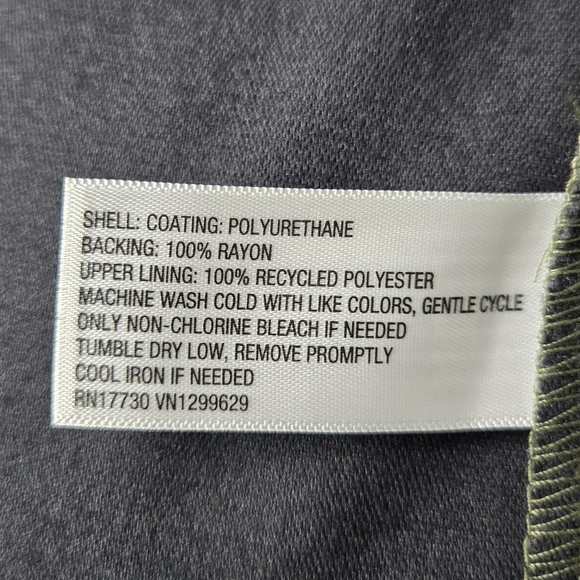 SHELL: COATING: POLYURETHANE
BACKING: 100% RAYON
UPPER LINING: 100% RECYCLED POLYESTER
MACHINE WASH COLD WITH LIKE COLORS, GENTLE CYCLE
ONLY NON-CHLORINE BLEACH IF NEEDED
TUMBLE DRY LOW, REMOVE PROMPTLY
COOL IRON IF NEEDED
RN17730 VN1299629